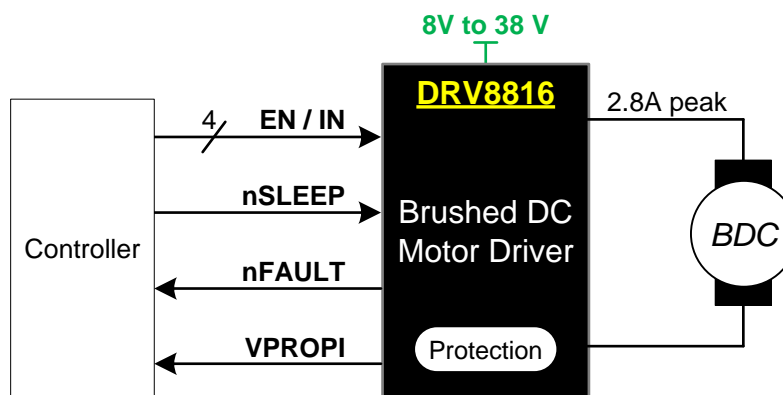 8V to 38 V
DRV8816
2.8A peak
4
EN / IN
nSLEEP
Brushed DC
Motor Driver
BDC
Controller
nFAULT
VPROPI
Protection